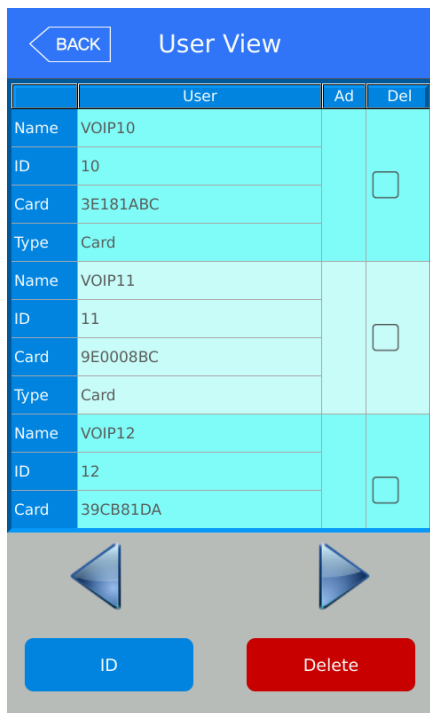 BACK User View
User Ad Del
Name VOIP10
ID 10
Card 3E181ABC
Type Card
Name VOIP11
ID 11
Card 9E0008BC
Type Card
Name VOIP12
ID 12
Card 39CB81DA
ID Delete